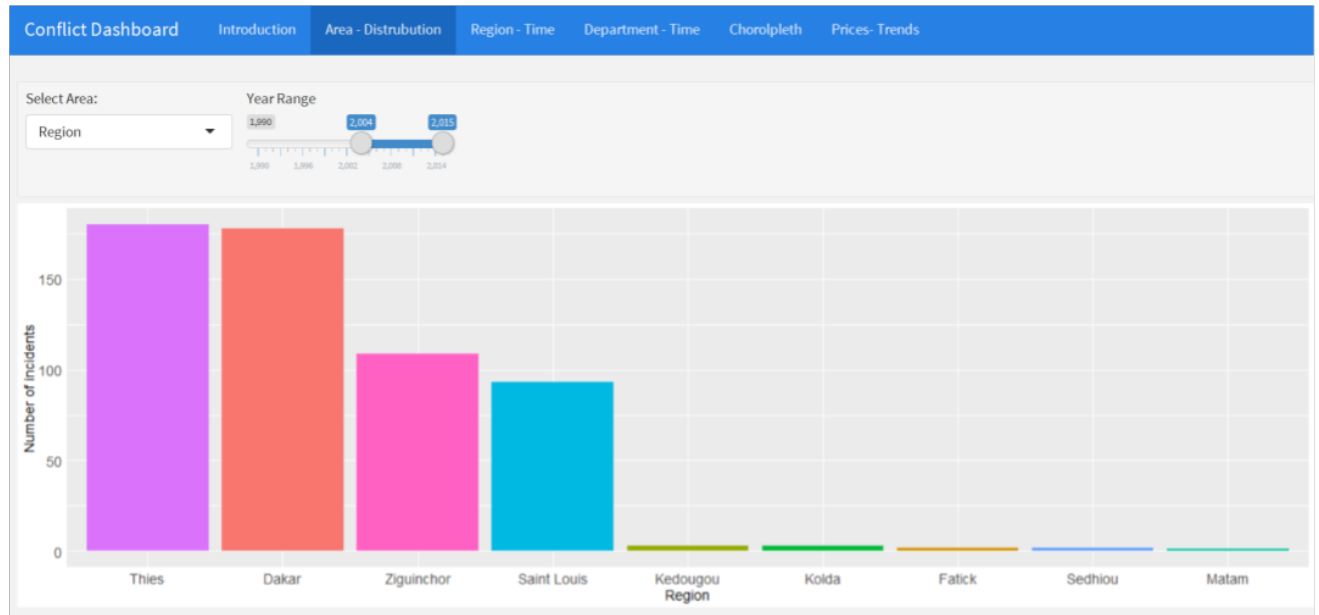 Conflict Dashboard Introduction Area - Distrubution Region - Time Department - Time Chorolpleth Prices- Trends
Select Area: Year Range
Region
1,990 2,004 2,015
1,990 1,996 2,002 2,008 2,014
Number of incidents
150
100
50
0
Thies Dakar Ziguinchor Saint Louis Kedougou Kolda Fatick Sedhiou Matam
Region